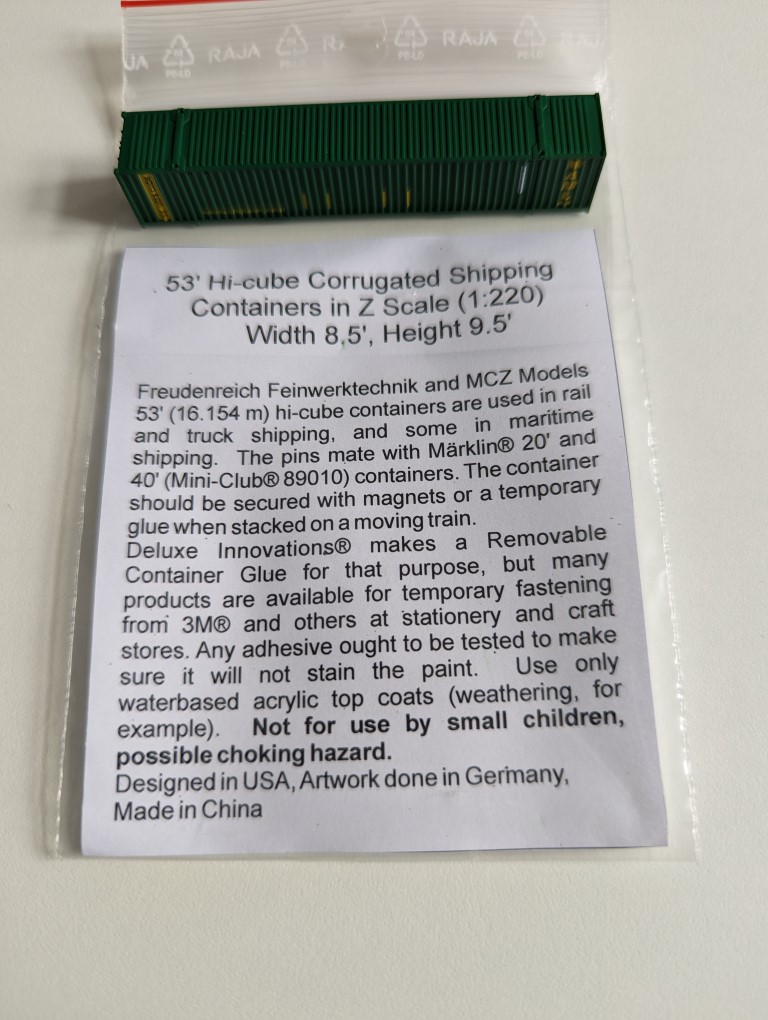 JA
PE-LD
RAJA
RAJA
PE-LD
RAJA
53' Hi-cube Corrugated Shipping
Containers in Z Scale (1:220)
Width 8,5', Height 9.5'
Freudenreich Feinwerktechnik and MCZ Models
53' (16.154 m) hi-cube containers are used in rail
and truck shipping, and some in maritime
shipping. The pins mate with Märklin® 20' and
40' (Mini-Club® 89010) containers. The container
should be secured with magnets or a temporary
glue when stacked on a moving train.
Deluxe Innovations® makes a Removable
Container Glue for that purpose, but many
products are available for temporary fastening
from 3M® and others at stationery and craft
stores. Any adhesive ought to be tested to make
sure it will not stain the paint. Use only
waterbased acrylic top coats (weathering, for
example). Not for use by small children,
possible choking hazard.
Designed in USA, Artwork done in Germany,
Made in China